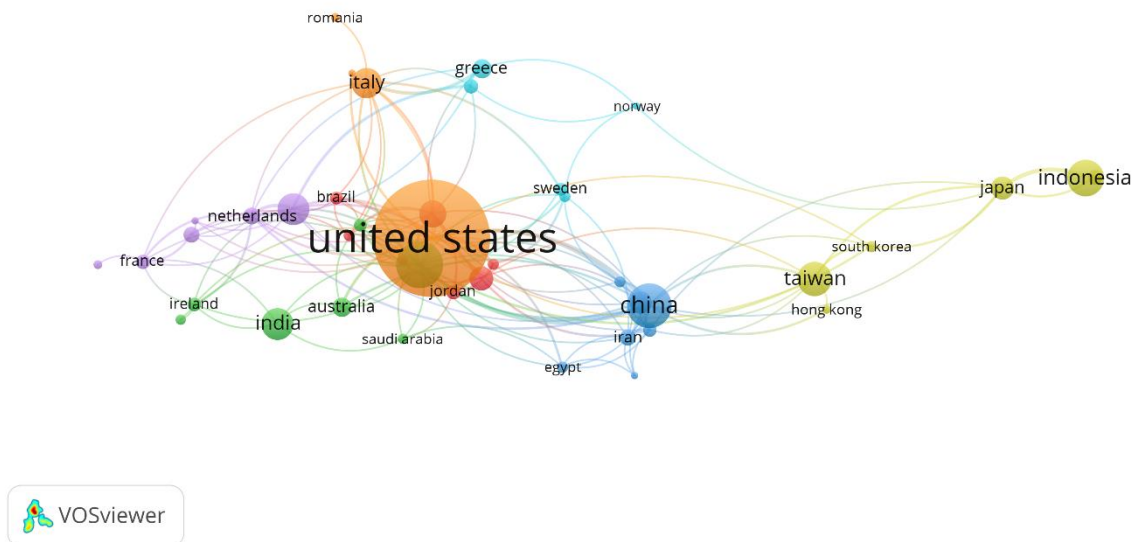 romania
italy
greece
norway
brazil
sweden
netherlands
united states
japan
indonesia
south korea
france
taiwan
jordan
ireland
australia
china
hong kong
india
saudi arabia
iran
egypt
VOSviewer